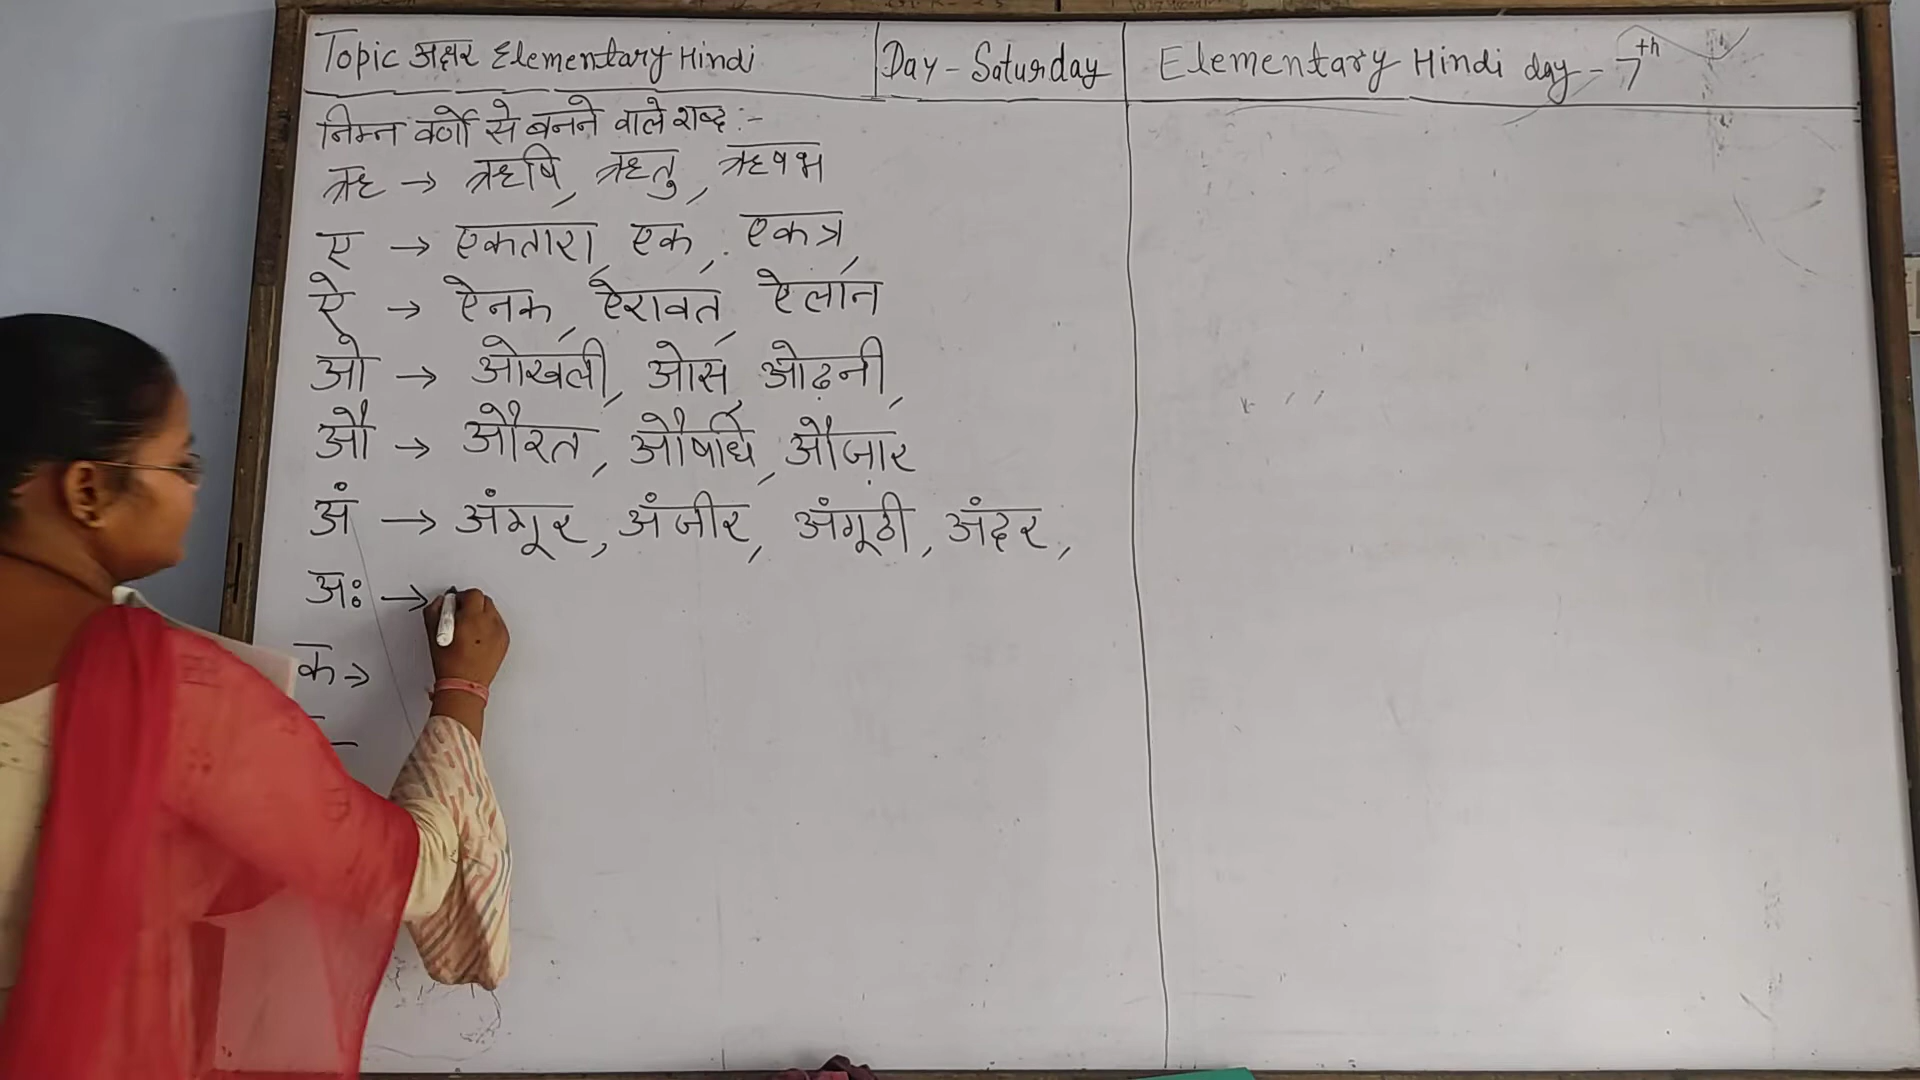 Topic अक्षर Elementary Hindi
Day - Saturday
Elementary Hindi day - 7th
निम्न वर्णो से बनने वाले शब्द :-
ऋ → ऋषि, ऋतु, ऋषभ
ए → एकतारा, एक, एकत्र,
ऐ → ऐनक, ऐरावत, ऐलान
ओ → ओखली, ओस, ओढ़नी,
औ → औरत, औषधि, औज़ार
अं → अंगूर, अंजीर, अंगूठी, अंदर,
अः →
क →